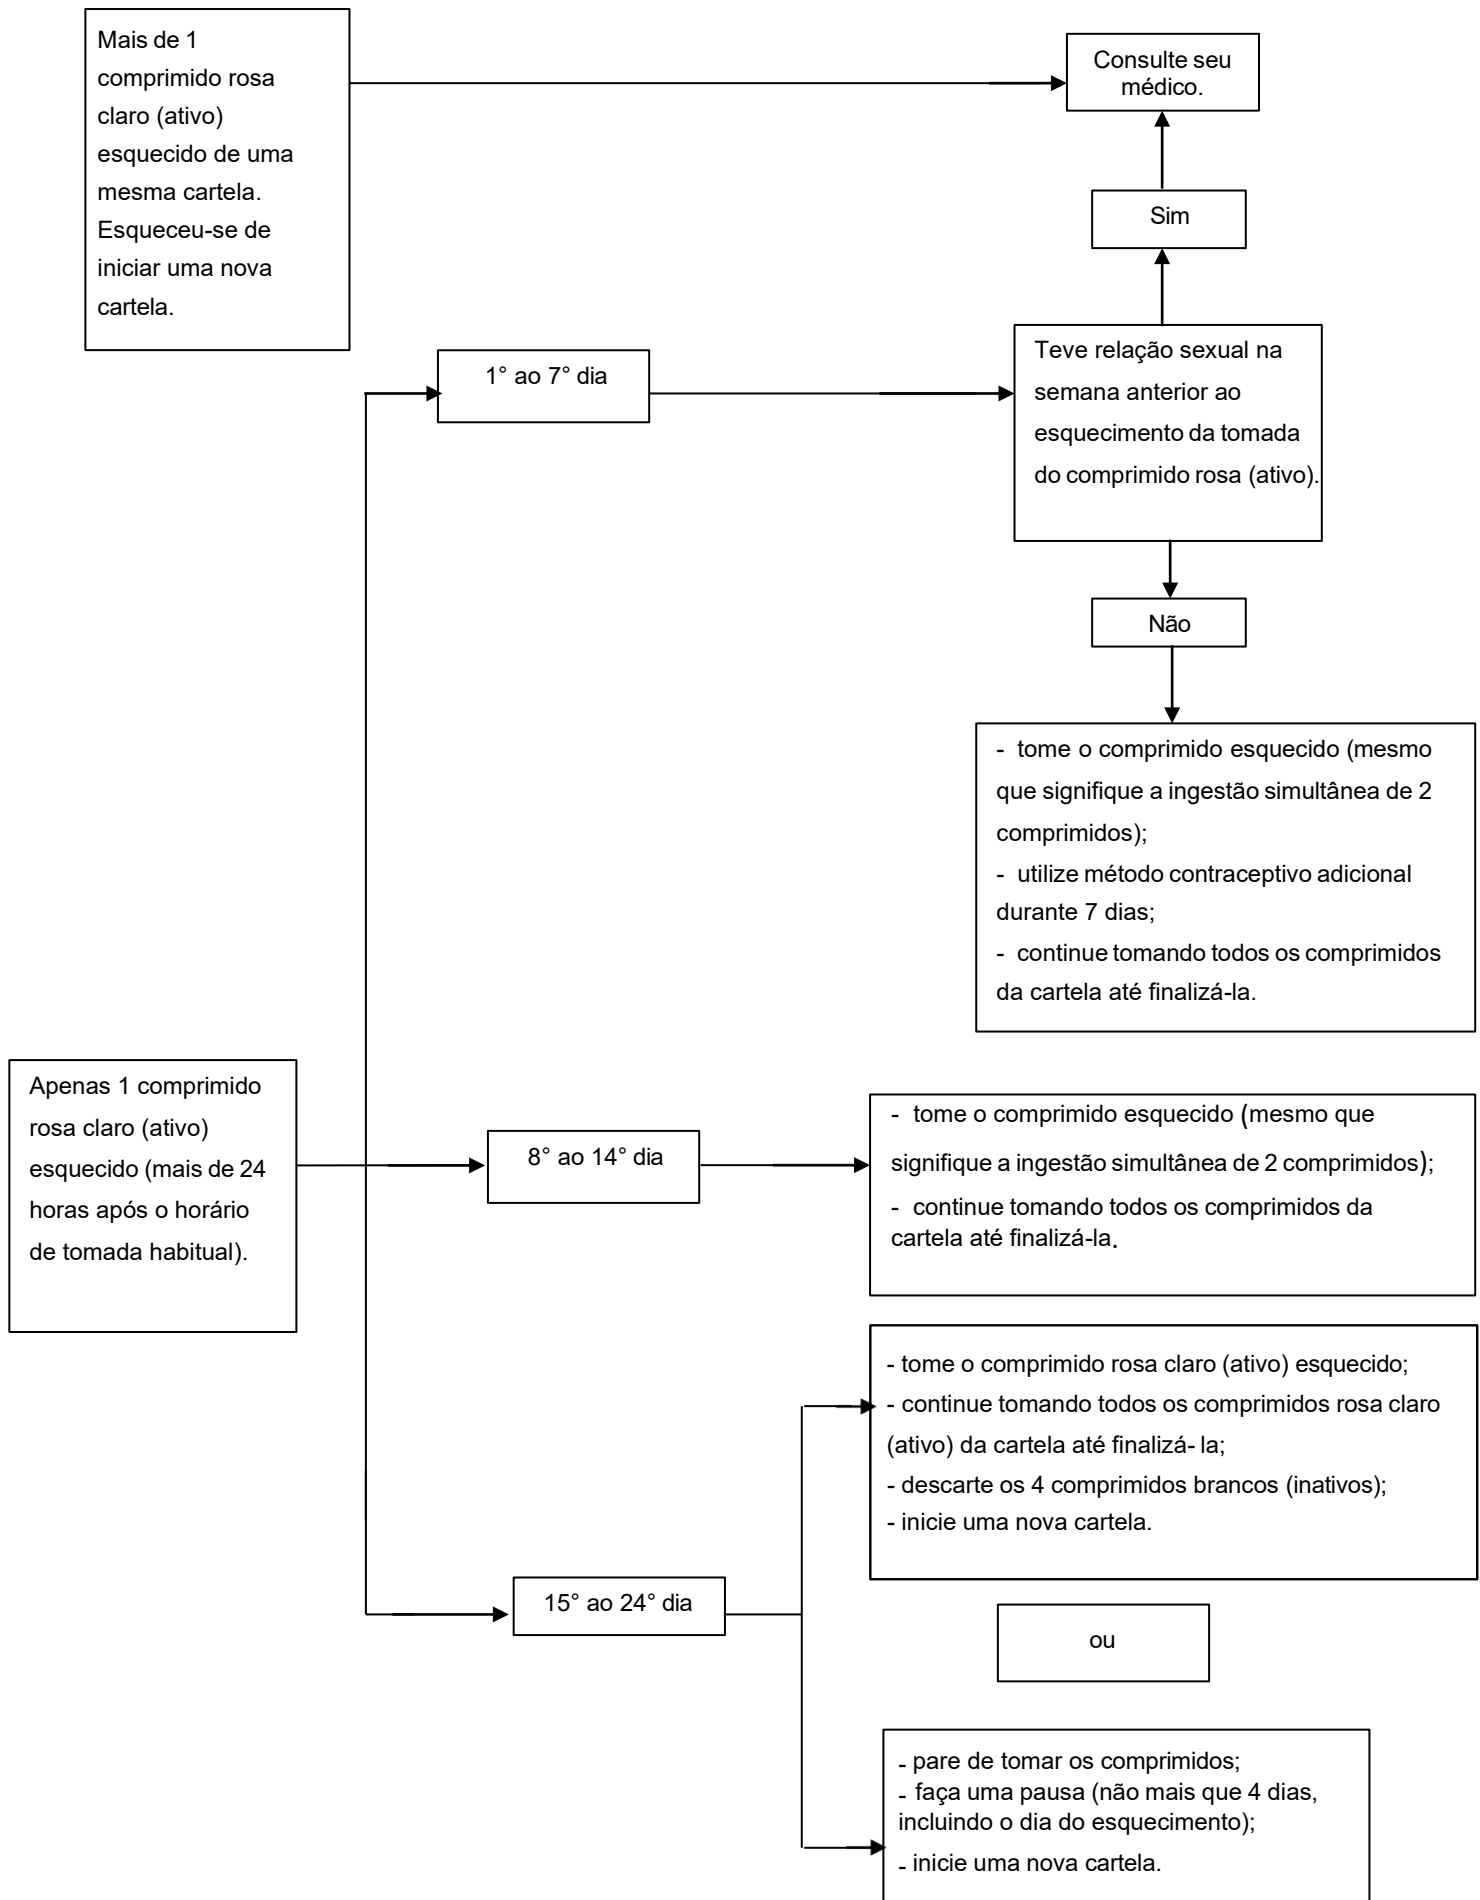 Mais de 1
comprimido rosa
claro (ativo)
esquecido de uma
mesma cartela.
Esqueceu-se de
iniciar uma nova
cartela.
Consulte seu
médico.
Sim
1° ao 7° dia
Teve relação sexual na
semana anterior ao
esquecimento da tomada
do comprimido rosa (ativo).
Não
- tome o comprimido esquecido (mesmo
que signifique a ingestão simultânea de 2
comprimidos);
- utilize método contraceptivo adicional
durante 7 dias;
- continue tomando todos os comprimidos
da cartela até finalizá-la.
Apenas 1 comprimido
rosa claro (ativo)
esquecido (mais de 24
horas após o horário
de tomada habitual).
8° ao 14° dia
- tome o comprimido esquecido (mesmo que
signifique a ingestão simultânea de 2 comprimidos);
- continue tomando todos os comprimidos da
cartela até finalizá-la.
15° ao 24° dia
- tome o comprimido rosa claro (ativo) esquecido;
- continue tomando todos os comprimidos rosa claro
(ativo) da cartela até finalizá- la;
- descarte os 4 comprimidos brancos (inativos);
- inicie uma nova cartela.
ou
- pare de tomar os comprimidos;
- faça uma pausa (não mais que 4 dias,
incluindo o dia do esquecimento);
- inicie uma nova cartela.